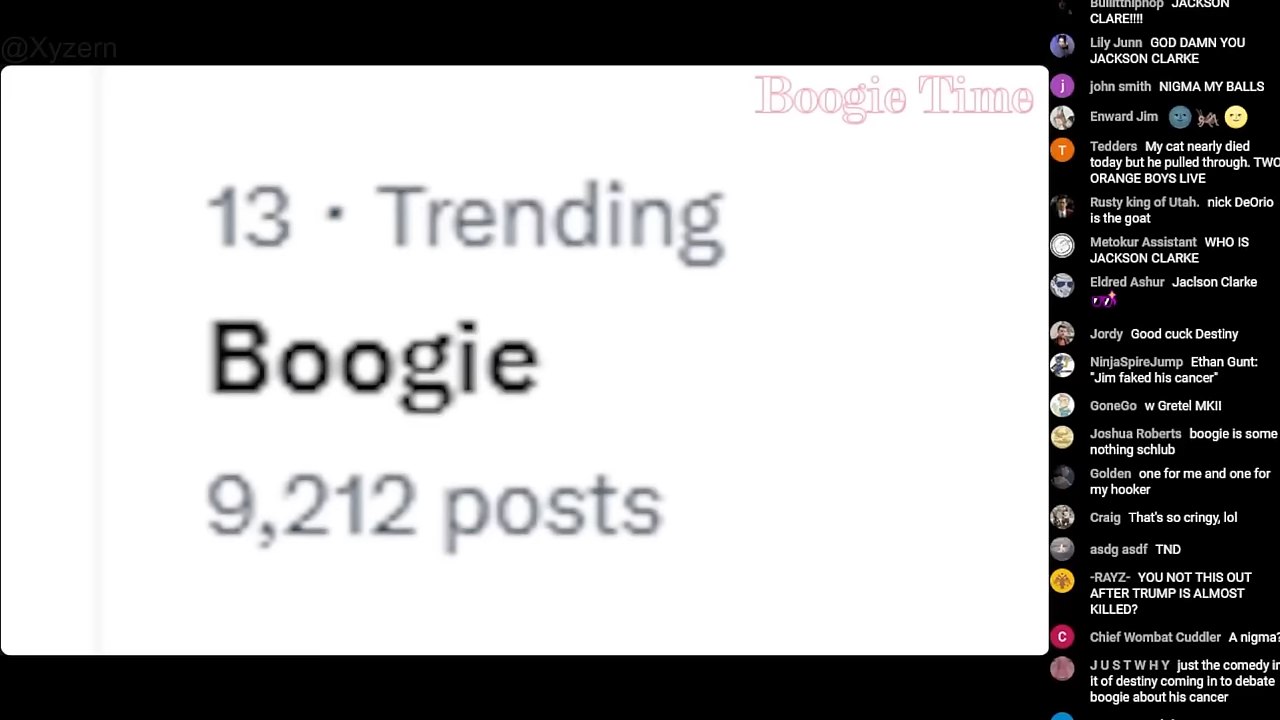 @Xyzern
Boogie Time
13 · Trending
Boogie
9,212 posts
Bullitthiphop JACKSON
CLARE!!!!
Lily Junn GOD DAMN YOU
JACKSON CLARKE
john smith NIGMA MY BALLS
Enward Jim
T
Tedders My cat nearly died
today but he pulled through. TWO
ORANGE BOYS LIVE
Rusty king of Utah. nick DeOrio
is the goat
Metokur Assistant WHO IS
JACKSON CLARKE
Eldred Ashur Jaclson Clarke
Jordy Good cuck Destiny
NinjaSpireJump Ethan Gunt:
"Jim faked his cancer"
GoneGo w Gretel MKII
Joshua Roberts boogie is some
nothing schlub
Golden one for me and one for
my hooker
Craig That's so cringy, lol
asdg asdf TND
-RAYZ- YOU NOT THIS OUT
AFTER TRUMP IS ALMOST
KILLED?
C
Chief Wombat Cuddler A nigma?
J U S T W H Y just the comedy in
it of destiny coming in to debate
boogie about his cancer